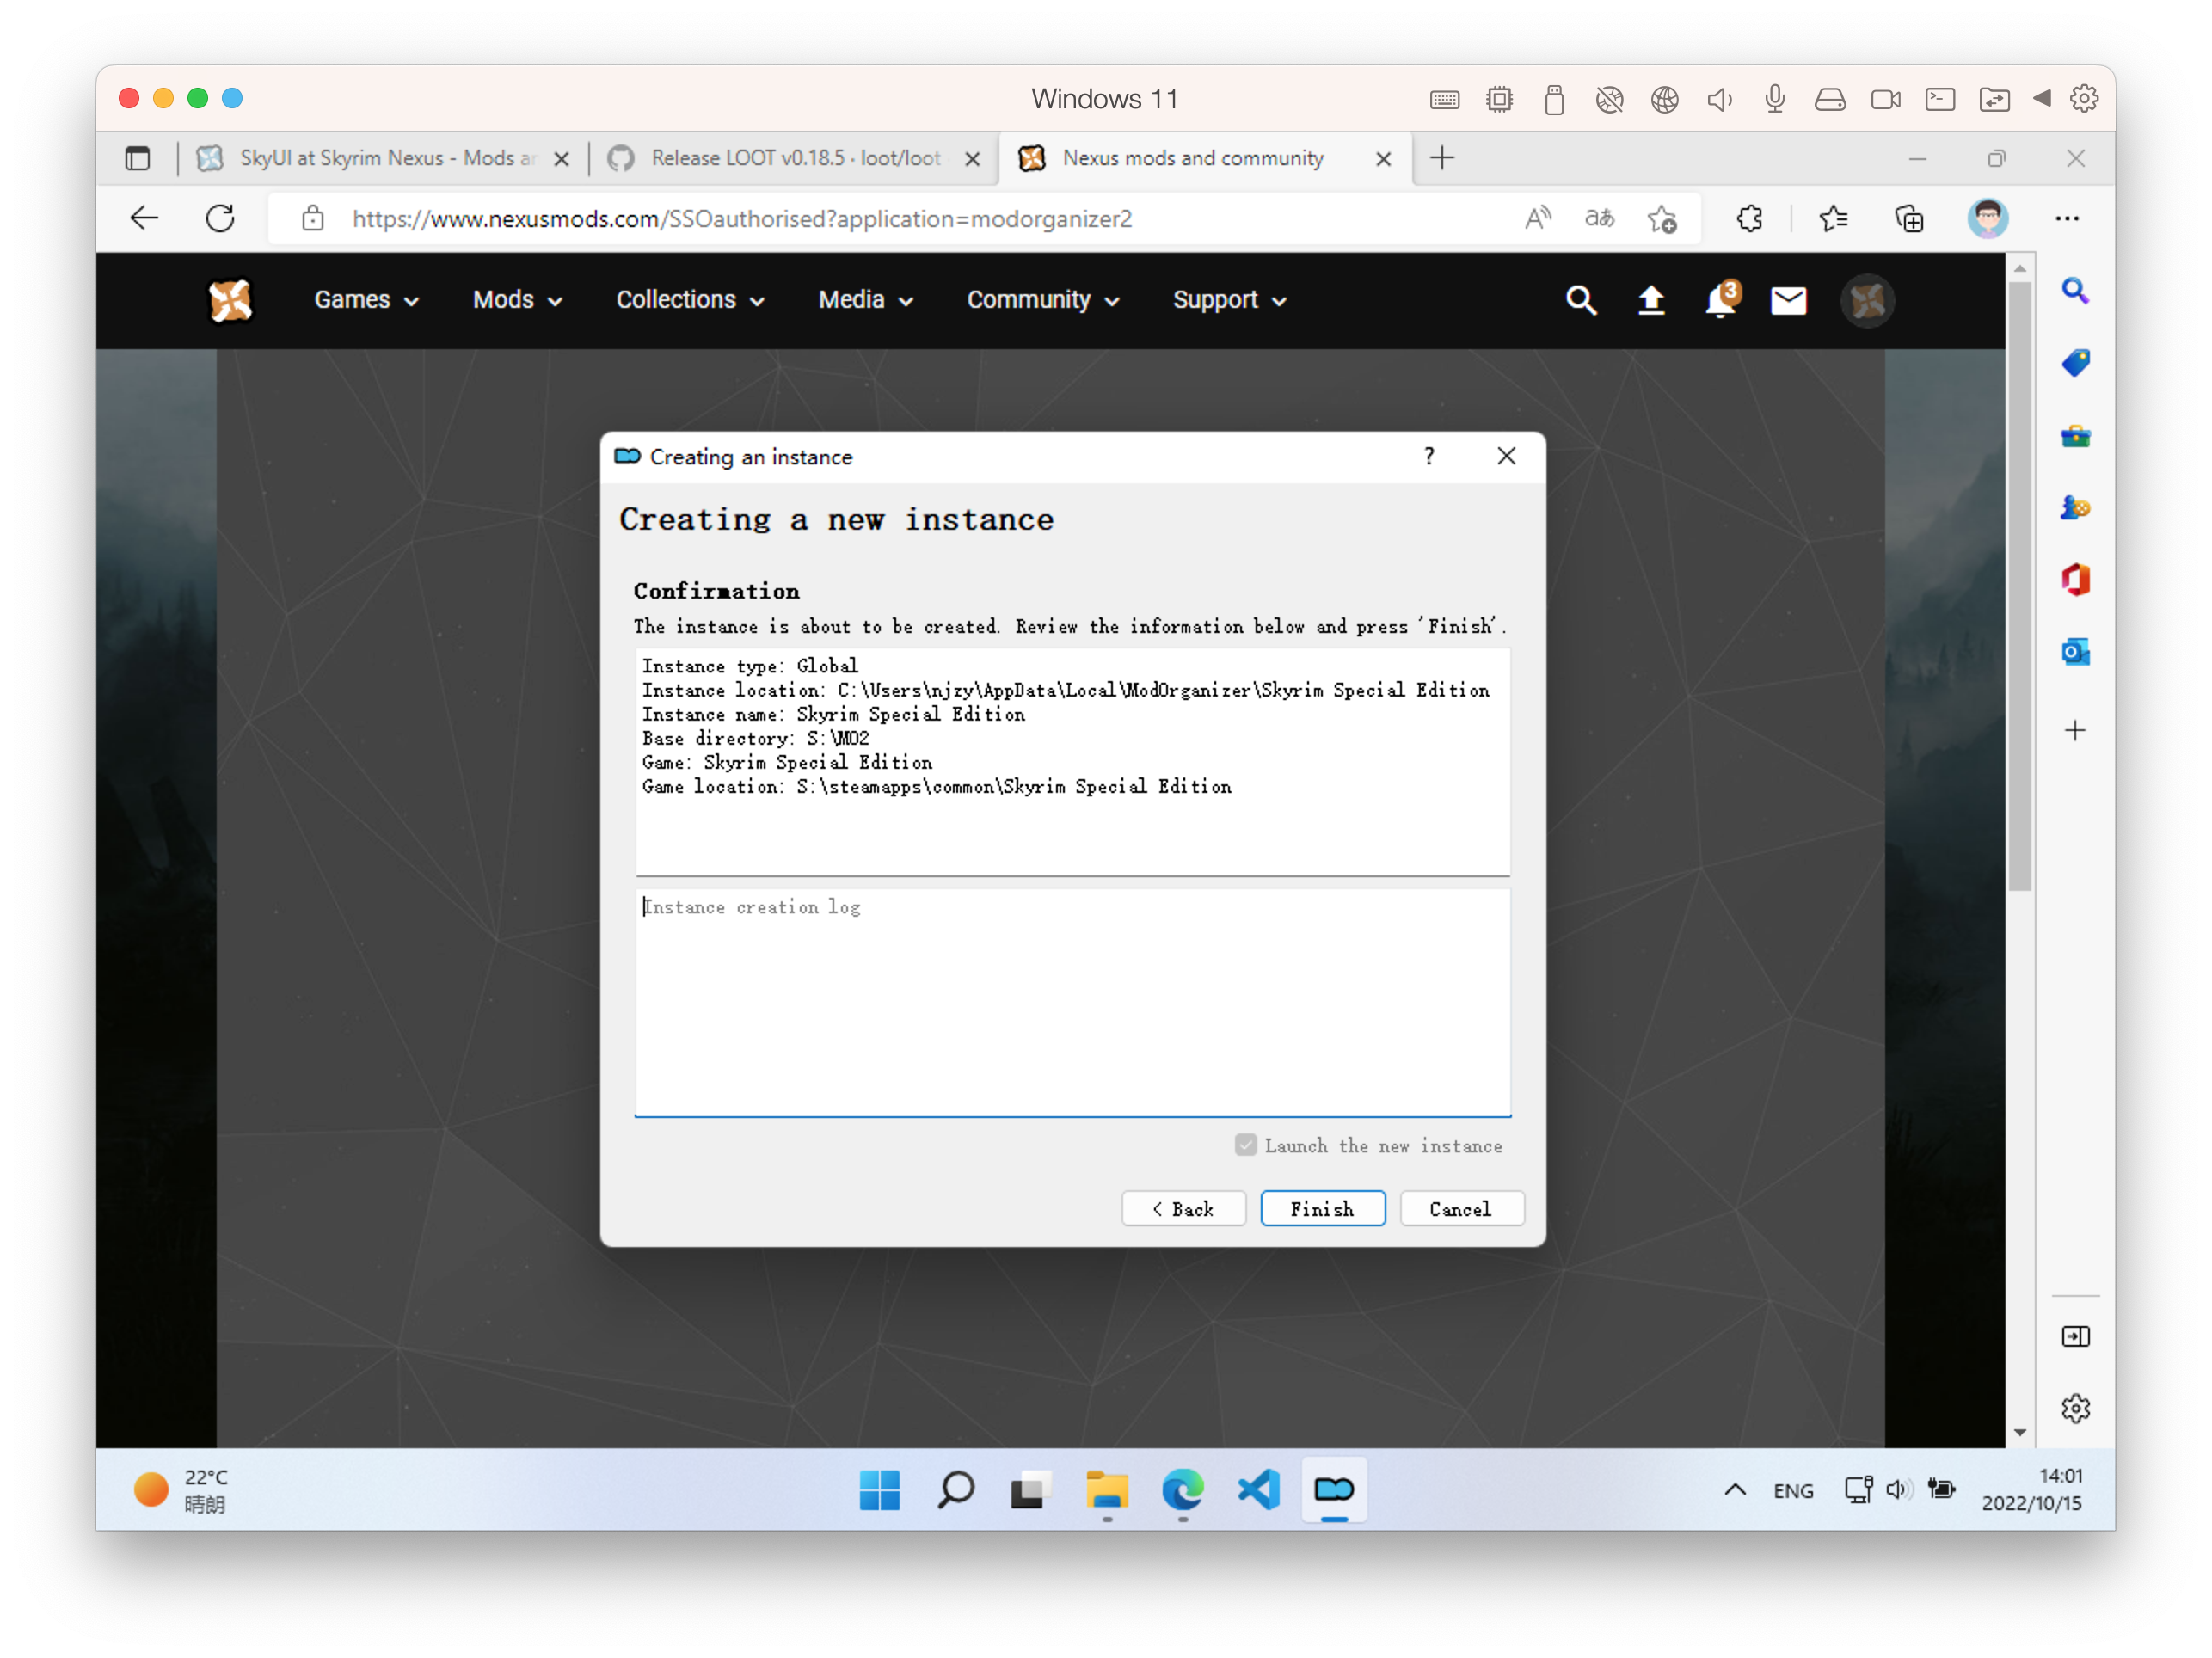 Windows 11
SkyUI at Skyrim Nexus - Mods ar
Release LOOT v0.18.5 · loot/loot
Nexus mods and community
https://www.nexusmods.com/SSOauthorised?application=modorganizer2
Games
Mods
Collections
Media
Community
Support
3
Creating an instance
Creating a new instance
Confirmation
The instance is about to be created. Review the information below and press 'Finish'.
Instance type: Global
Instance location: C:\Users\njzy\AppData\Local\ModOrganizer\Skyrim Special Edition
Instance name: Skyrim Special Edition
Base directory: S:\MO2
Game: Skyrim Special Edition
Game location: S:\steamapps\common\Skyrim Special Edition
Instance creation log
Launch the new instance
< Back
Finish
Cancel
22°C
晴朗
ENG
14:01
2022/10/15